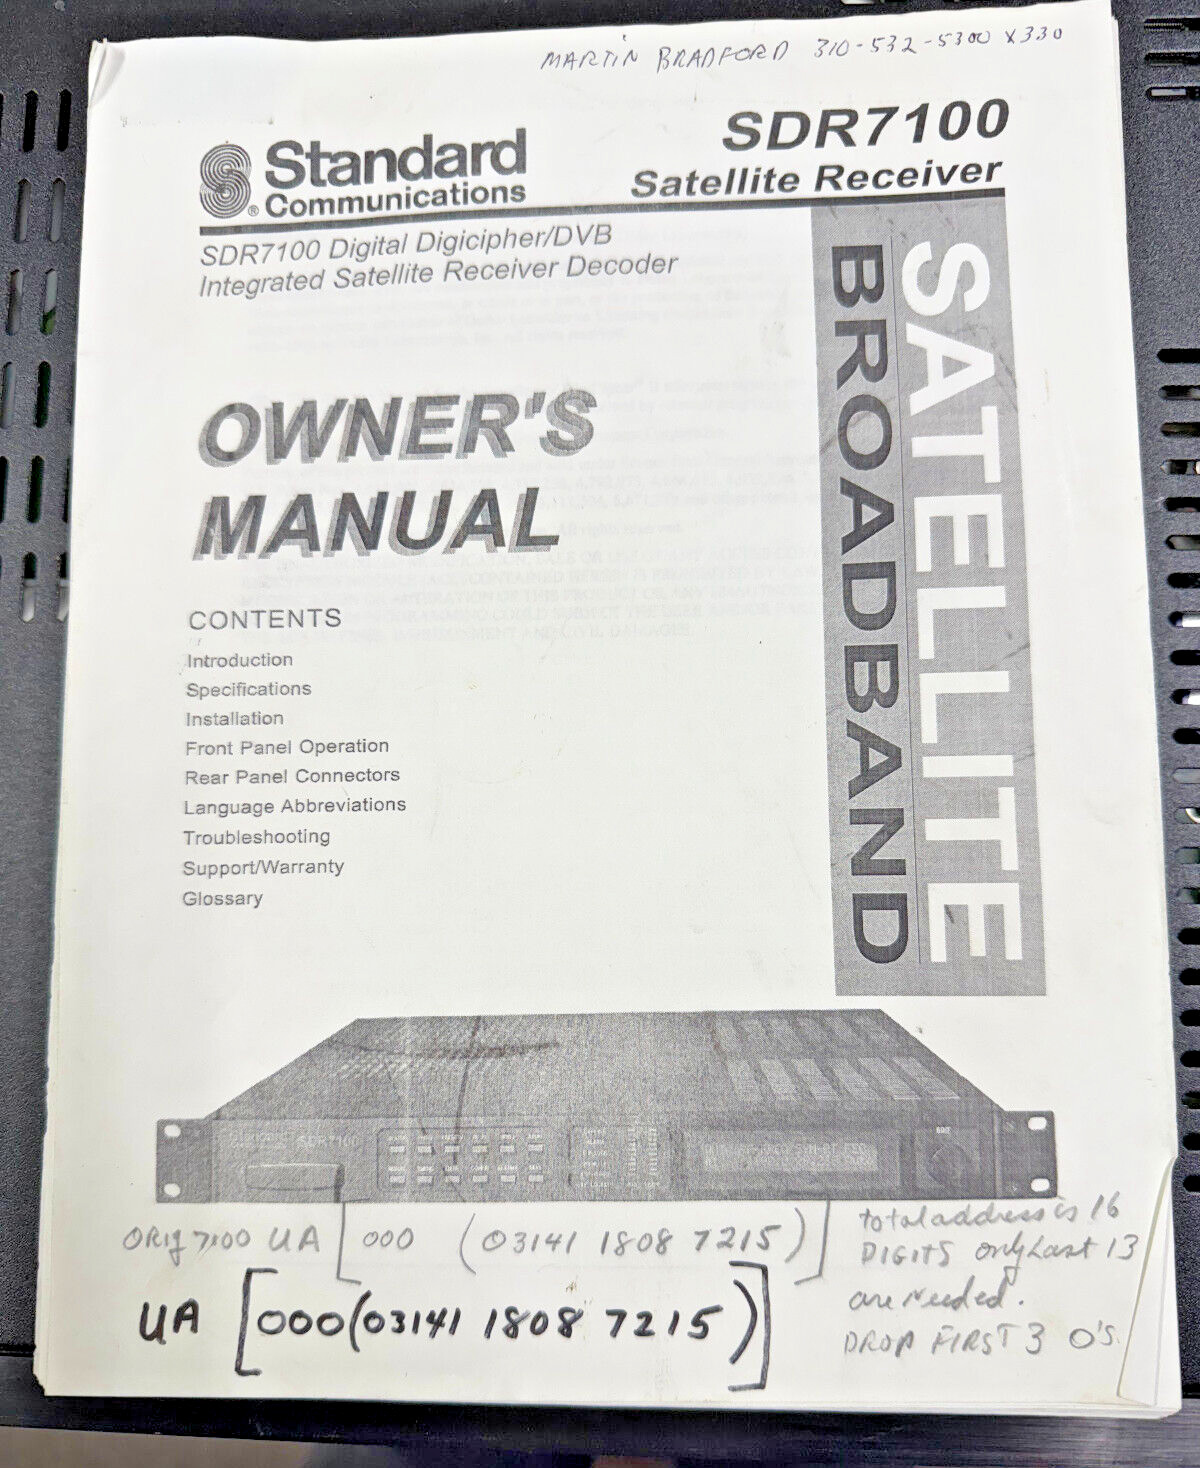 MARTIN BRADFORD 310-532-5300 X330
Standard
Communications
®
SDR7100
Satellite Receiver
SDR7100 Digital Digicipher/DVB
Integrated Satellite Receiver Decoder
SATELLITE
BROADBAND
OWNER'S
MANUAL
CONTENTS
Introduction
Specifications
Installation
Front Panel Operation
Rear Panel Connectors
Language Abbreviations
Troubleshooting
Support/Warranty
Glossary
SDR7100
ORIG 7100 UA [000 (03141 1808 7215)]
total address is 16
DIGITS only Last 13
are Needed.
DROP FIRST 3 0's.
UA [000(03141 1808 7215)]